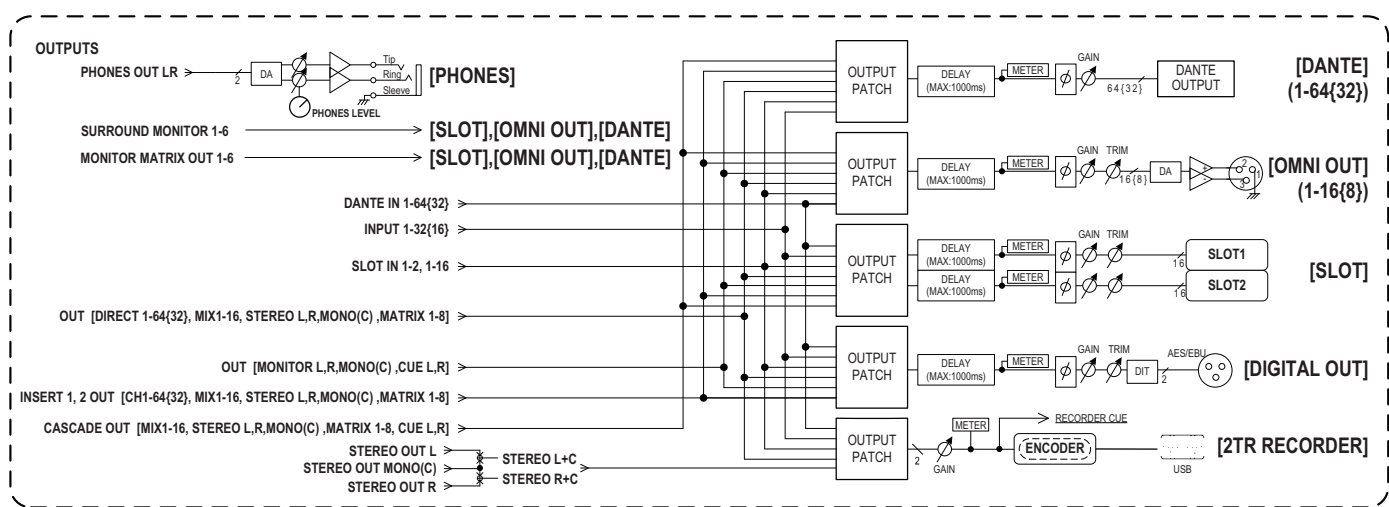 OUTPUTS
PHONES OUT LR
2
DA
Tip
Ring
Sleeve
PHONES LEVEL
[PHONES]
SURROUND MONITOR 1-6
[SLOT],[OMNI OUT],[DANTE]
MONITOR MATRIX OUT 1-6
[SLOT],[OMNI OUT],[DANTE]
DANTE IN 1-64{32}
INPUT 1-32{16}
SLOT IN 1-2, 1-16
OUT [DIRECT 1-64{32}, MIX1-16, STEREO L,R,MONO(C) ,MATRIX 1-8]
OUT [MONITOR L,R,MONO(C) ,CUE L,R]
INSERT 1, 2 OUT [CH1-64{32}, MIX1-16, STEREO L,R,MONO(C) ,MATRIX 1-8]
CASCADE OUT [MIX1-16, STEREO L,R,MONO(C) ,MATRIX 1-8, CUE L,R]
STEREO OUT L
STEREO OUT MONO(C)
STEREO OUT R
STEREO L+C
STEREO R+C
OUTPUT
PATCH
DELAY
(MAX:1000ms)
METER
GAIN
64{32}
DANTE
OUTPUT
[DANTE]
(1-64{32})
OUTPUT
PATCH
DELAY
(MAX:1000ms)
METER
GAIN TRIM
16{8}
DA
+
-
2
1
3
[OMNI OUT]
(1-16{8})
OUTPUT
PATCH
DELAY
(MAX:1000ms)
METER
GAIN TRIM
16
SLOT1
DELAY
(MAX:1000ms)
METER
16
SLOT2
[SLOT]
OUTPUT
PATCH
DELAY
(MAX:1000ms)
METER
GAIN TRIM
DIT
2
AES/EBU
[DIGITAL OUT]
OUTPUT
PATCH
2
GAIN
METER
RECORDER CUE
ENCODER
USB
[2TR RECORDER]